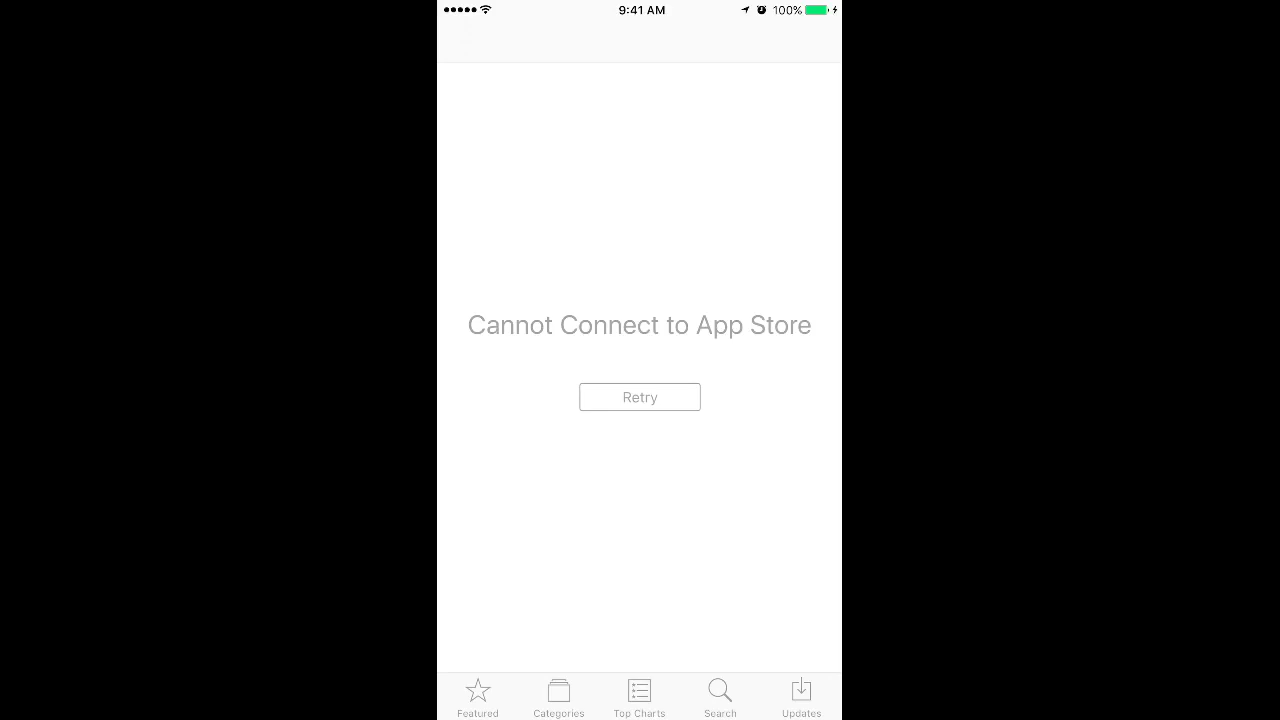 9:41 AM 100%
Cannot Connect to App Store
Retry
Featured Categories Top Charts Search Updates